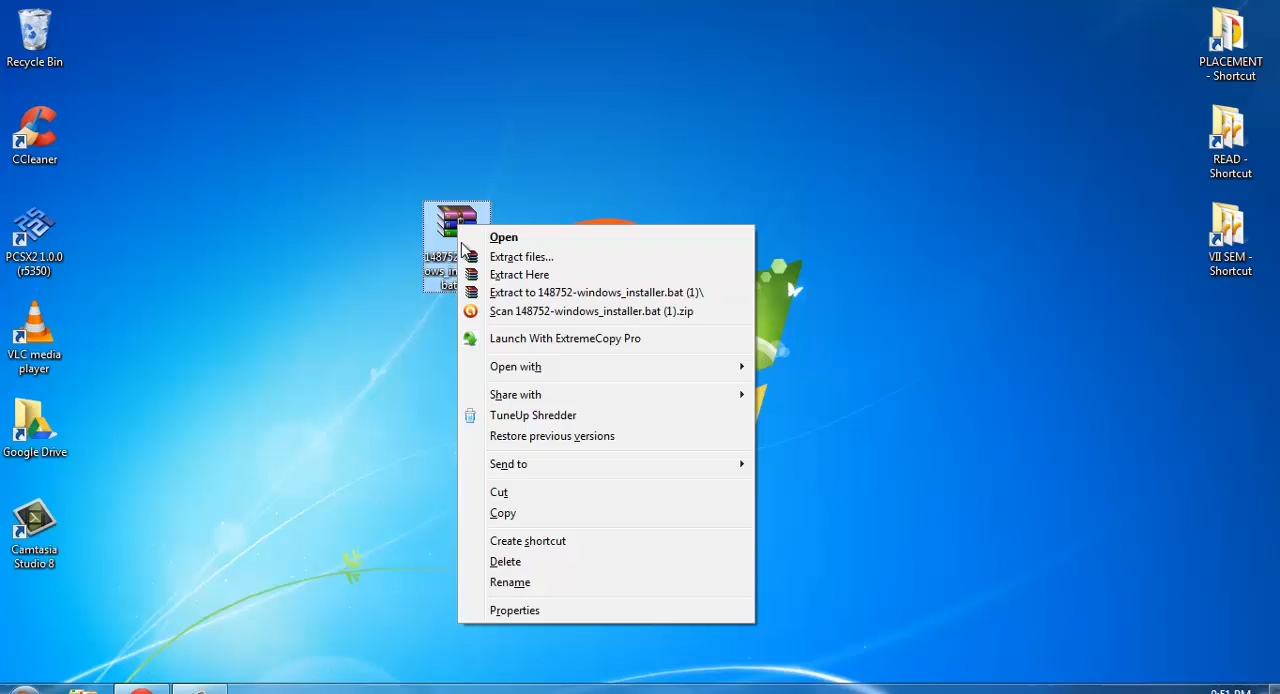 Recycle Bin
CCleaner
PCSX2 1.0.0
(r5350)
VLC media
player
Google Drive
Camtasia
Studio 8
148752
ows_in
bat
Open
Extract files...
Extract Here
Extract to 148752-windows_installer.bat (1)\
Scan 148752-windows_installer.bat (1).zip
Launch With ExtremeCopy Pro
Open with
Share with
TuneUp Shredder
Restore previous versions
Send to
Cut
Copy
Create shortcut
Delete
Rename
Properties
PLACEMENT
- Shortcut
READ -
Shortcut
VII SEM -
Shortcut